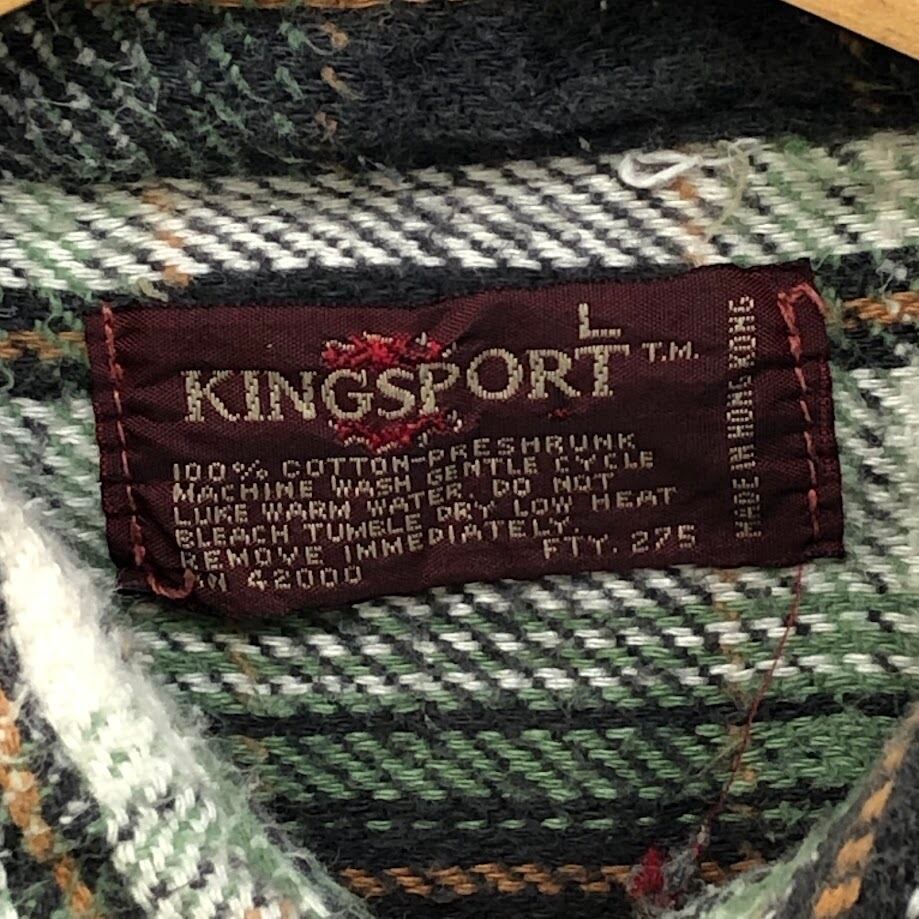 L
KINGSPORT T.M.
100% COTTON-PRESHRUNK
MACHINE WASH GENTLE CYCLE
LUKE WARM WATER. DO NOT
BLEACH TUMBLE DRY LOW HEAT
REMOVE IMMEDIATELY.
FTY. 275
42000
MADE IN HONG KONG